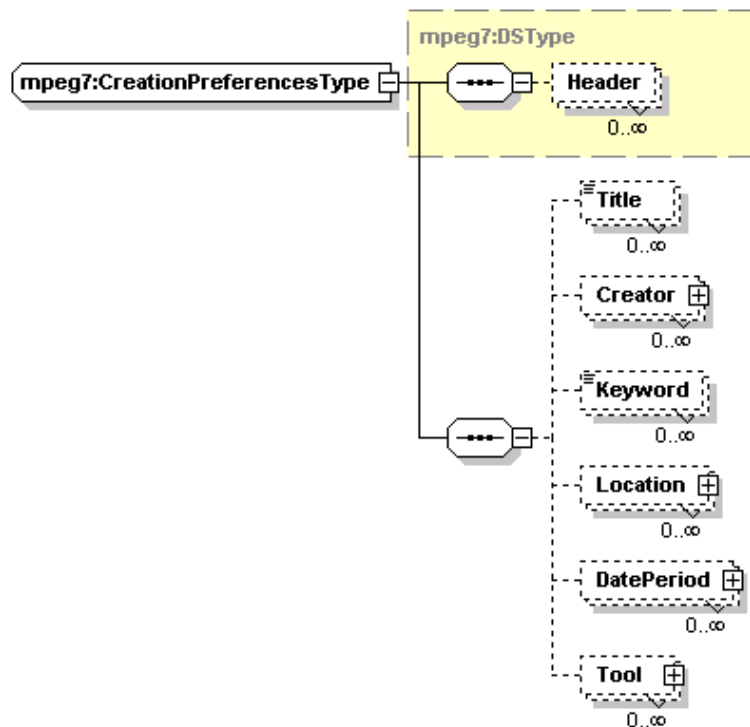 mpeg7:DSType
mpeg7:CreationPreferencesType
Header
0..∞
Title
0..∞
Creator
0..∞
Keyword
0..∞
Location
0..∞
DatePeriod
0..∞
Tool
0..∞